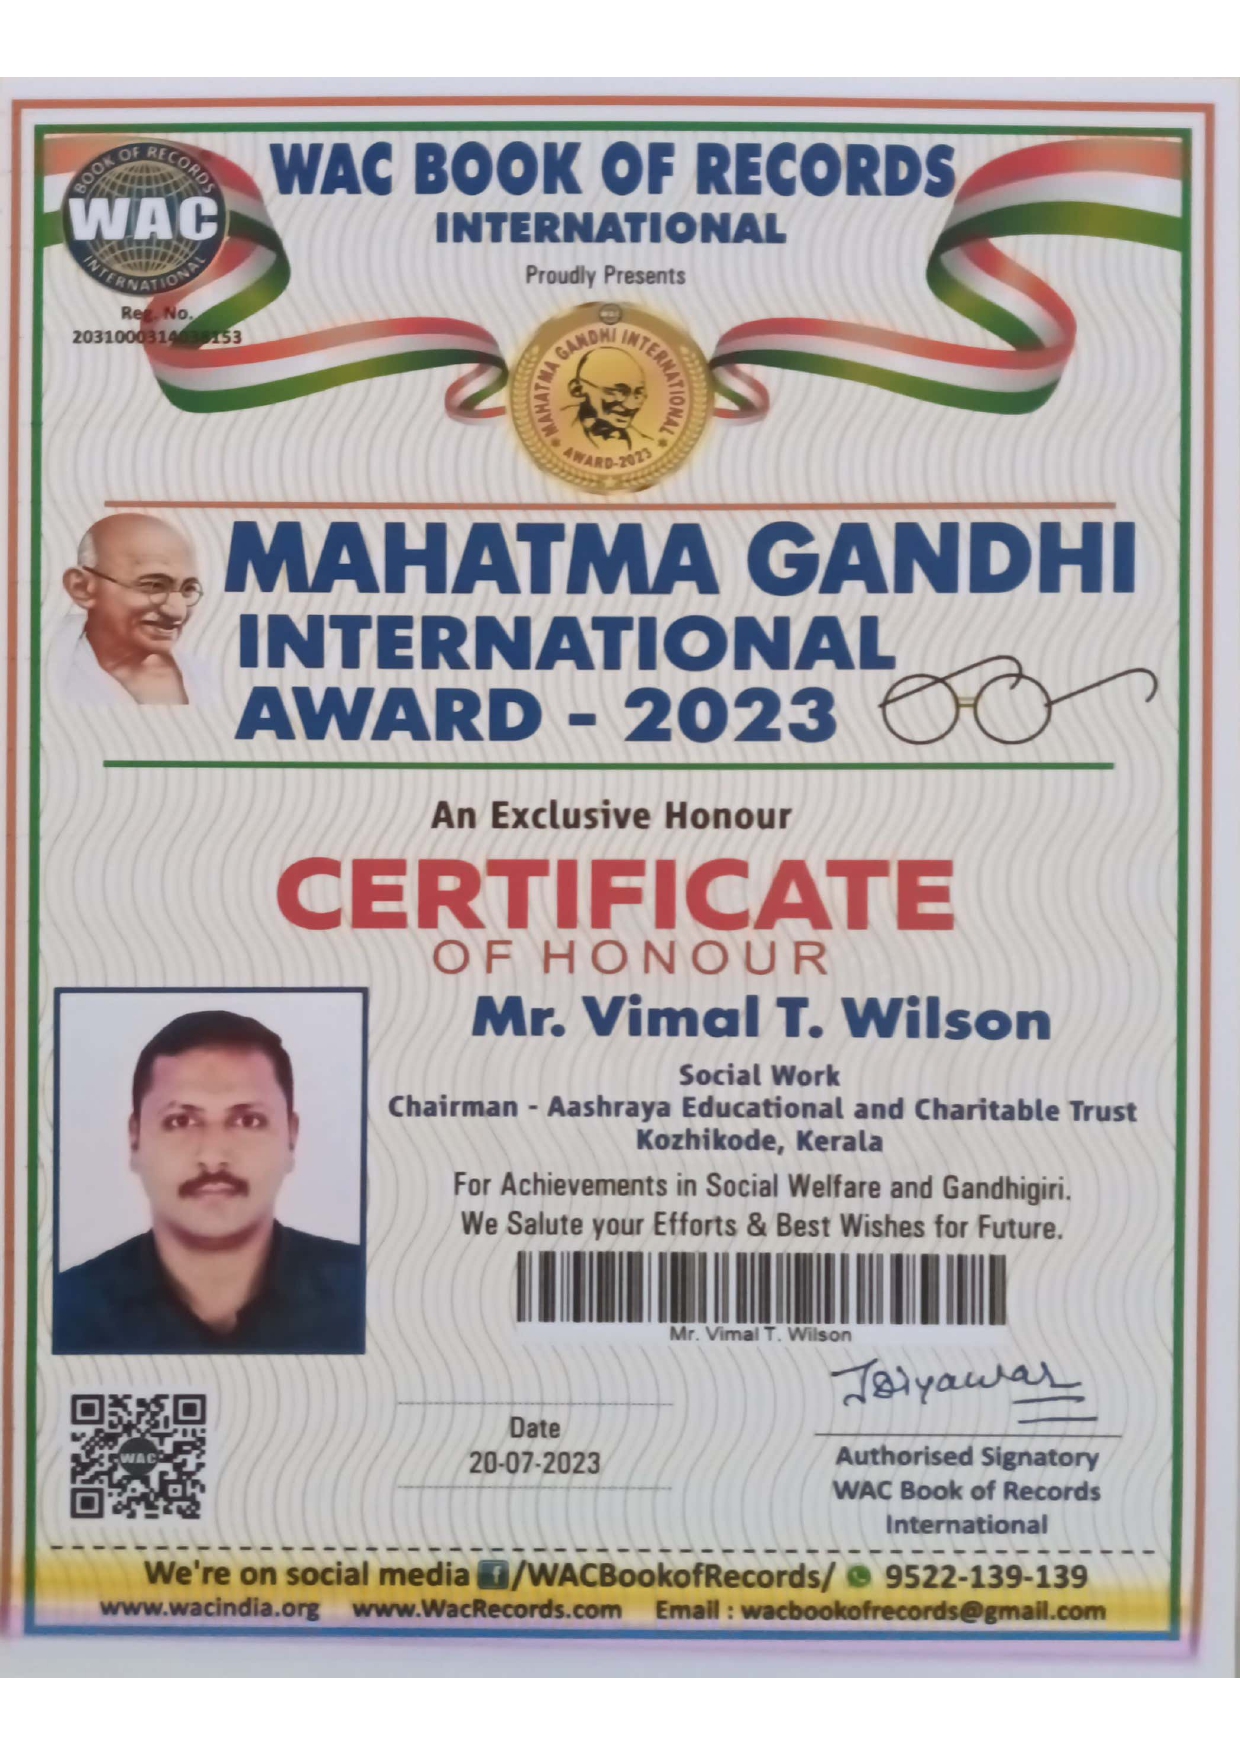 BOOK OF RECORDS
WAC
INTERNATIONAL
WAC BOOK OF RECORDS
INTERNATIONAL
Proudly Presents
Reg. No.
MAHATMA GANDHI INTERNATIONAL
AWARD-2023
MAHATMA GANDHI
INTERNATIONAL
AWARD - 2023
An Exclusive Honour
CERTIFICATE
OF HONOUR
Mr. Vimal T. Wilson
Social Work
Chairman - Aashraya Educational and Charitable Trust
Kozhikode, Kerala
For Achievements in Social Welfare and Gandhigiri.
We Salute your Efforts & Best Wishes for Future.
Mr. Vimal T. Wilson
WAC
Date
20-07-2023
Authorised Signatory
WAC Book of Records
International
We're on social media /WACBookofRecords/ 9522-139-139
www.wacindia.org www.WacRecords.com Email : wacbookofrecords@gmail.com